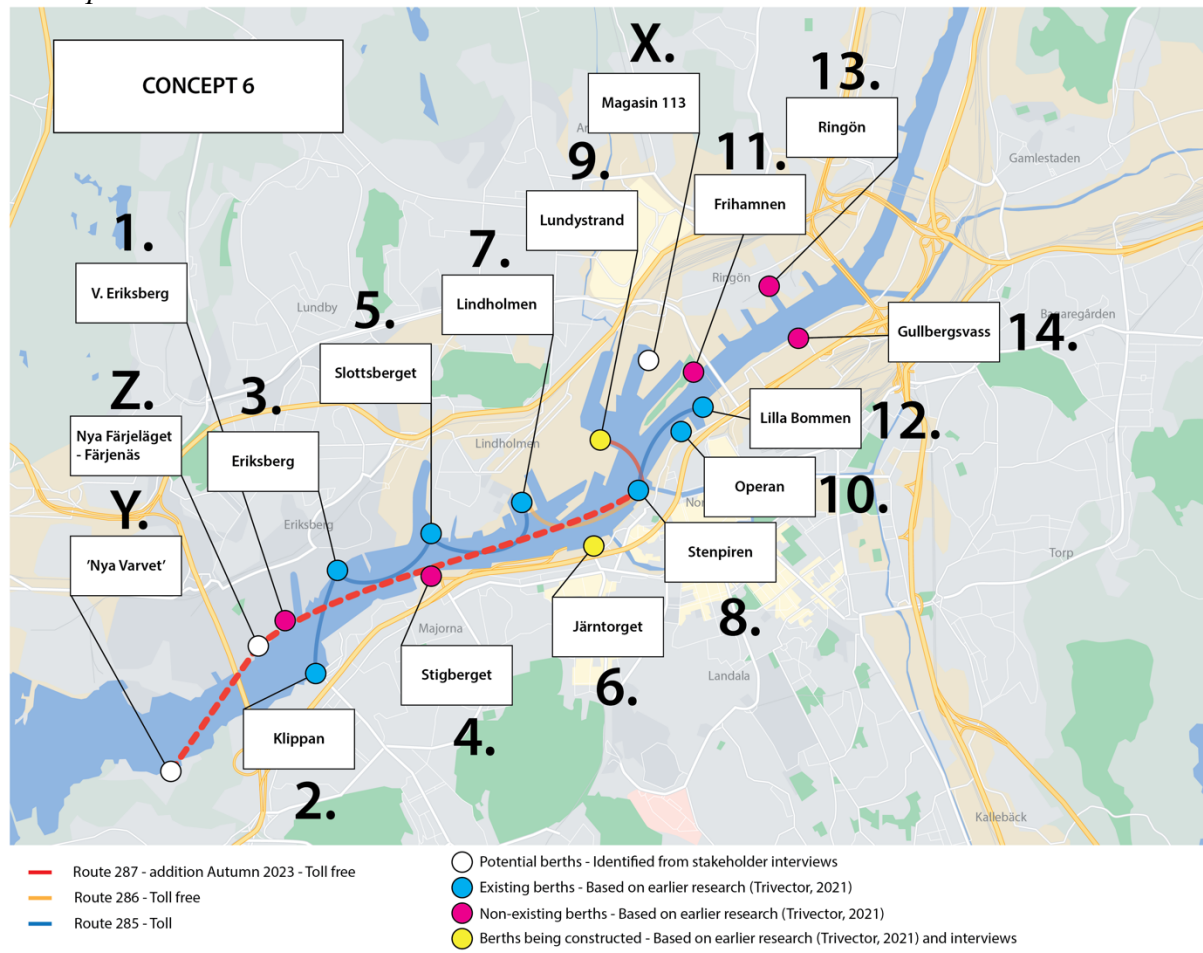 CONCEPT 6
X.
Magasin 113
13.
Ringön
9.
Lundystrand
11.
Frihamnen
Gamlestaden
1.
V. Eriksberg
7.
Lindholmen
Ringön
Lundby
5.
Slottsberget
Bagaregården
Gullbergsvass
14.
Z.
Nya Färjeläget
- Färjenäs
3.
Eriksberg
Lindholmen
Lilla Bommen
12.
Operan
10.
Y.
'Nya Varvet'
Eriksberg
Nor
Stenpiren
8.
Torp
Järntorget
6.
Majorna
Stigberget
4.
Landala
Klippan
2.
Kallebäck
Route 287 - addition Autumn 2023 - Toll free
Route 286 - Toll free
Route 285 - Toll
Potential berths - Identified from stakeholder interviews
Existing berths - Based on earlier research (Trivector, 2021)
Non-existing berths - Based on earlier research (Trivector, 2021)
Berths being constructed - Based on earlier research (Trivector, 2021) and interviews